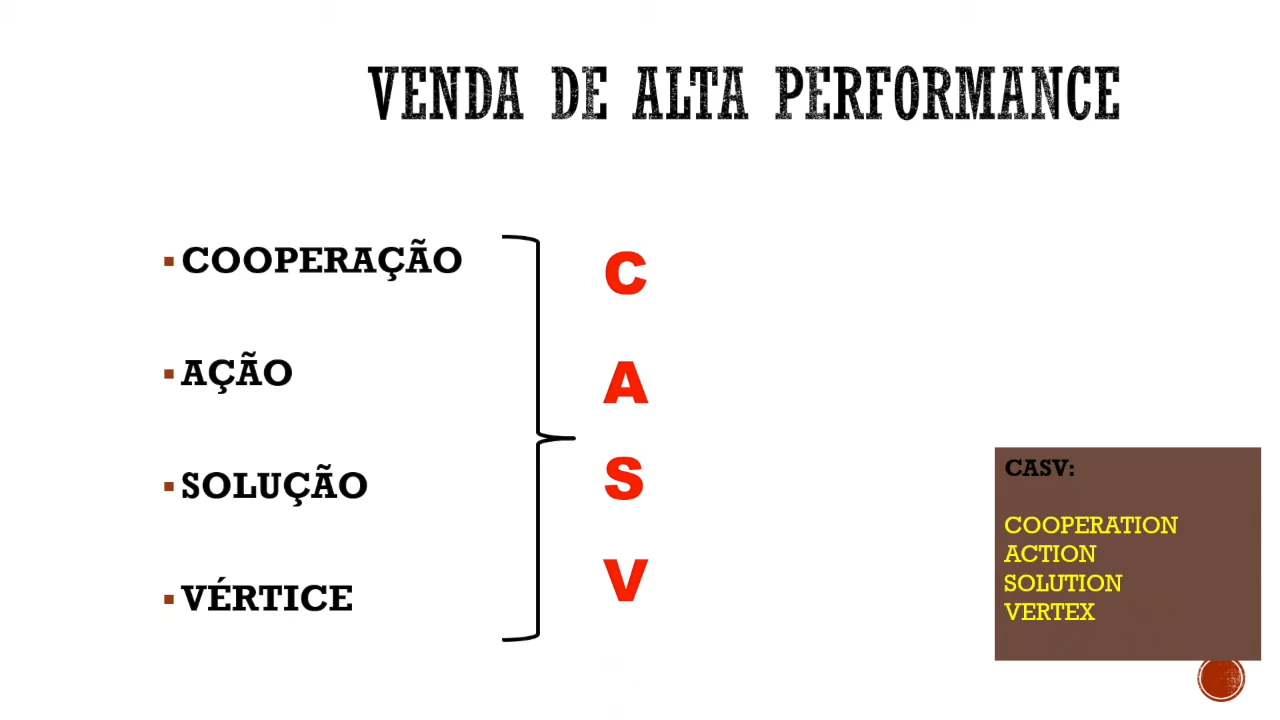 VENDA DE ALTA PERFORMANCE
▪ COOPERAÇÃO
▪ AÇÃO
▪ SOLUÇÃO
▪ VÉRTICE
C
A
S
V
CASV:
COOPERATION
ACTION
SOLUTION
VERTEX